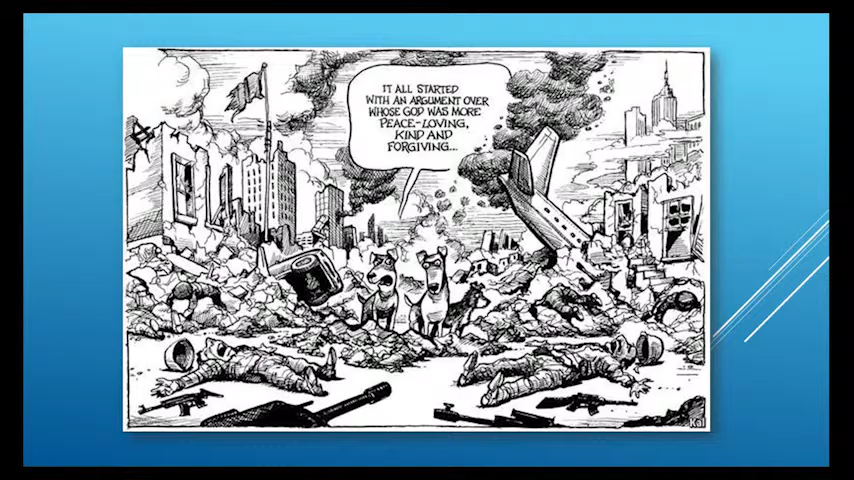 IT ALL STARTED
WITH AN ARGUMENT OVER
WHOSE GOD WAS MORE
PEACE-LOVING,
KIND AND
FORGIVING...
KAL